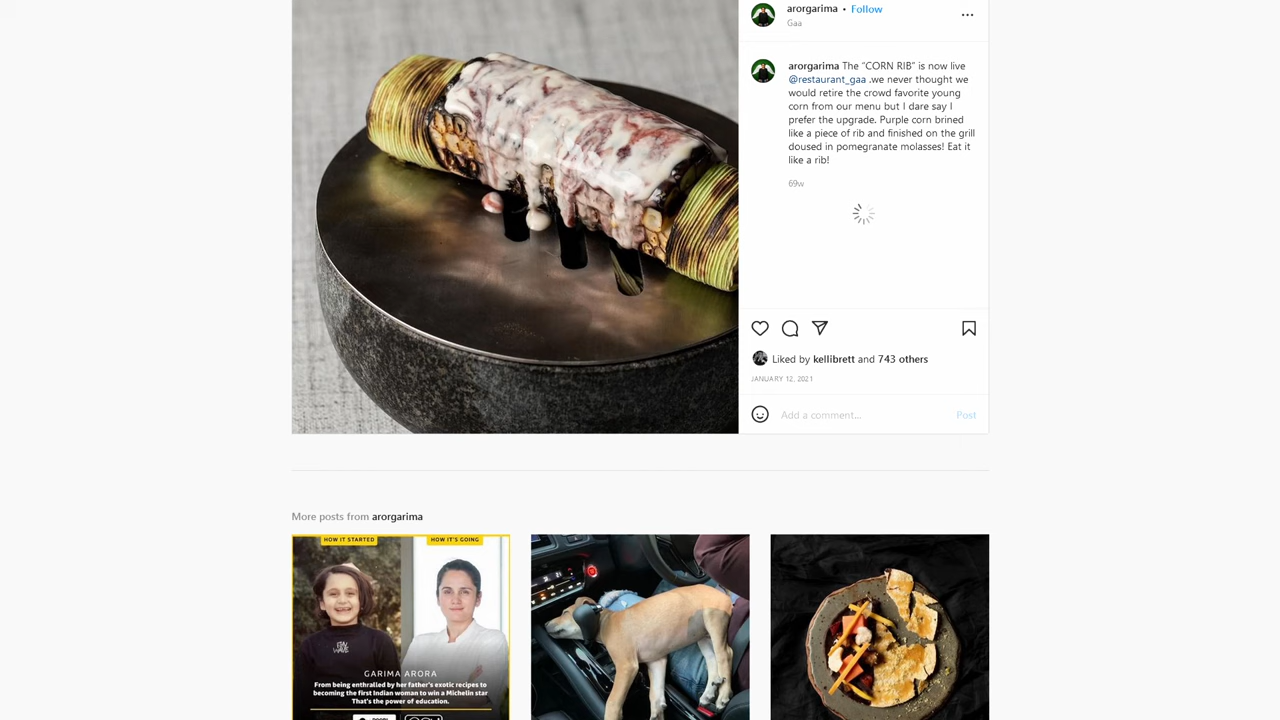 arorgarima • Follow
Gaa
arorgarima The "CORN RIB" is now live
@restaurant_gaa .we never thought we
would retire the crowd favorite young
corn from our menu but I dare say I
prefer the upgrade. Purple corn brined
like a piece of rib and finished on the grill
doused in pomegranate molasses! Eat it
like a rib!
69w
Liked by kellibrett and 743 others
JANUARY 12, 2021
Add a comment...
Post
More posts from arorgarima
HOW IT STARTED
HOW IT'S GOING
GARIMA ARORA
From being enthralled by her father's exotic recipes to
becoming the first Indian woman to win a Michelin star
That's the power of education.